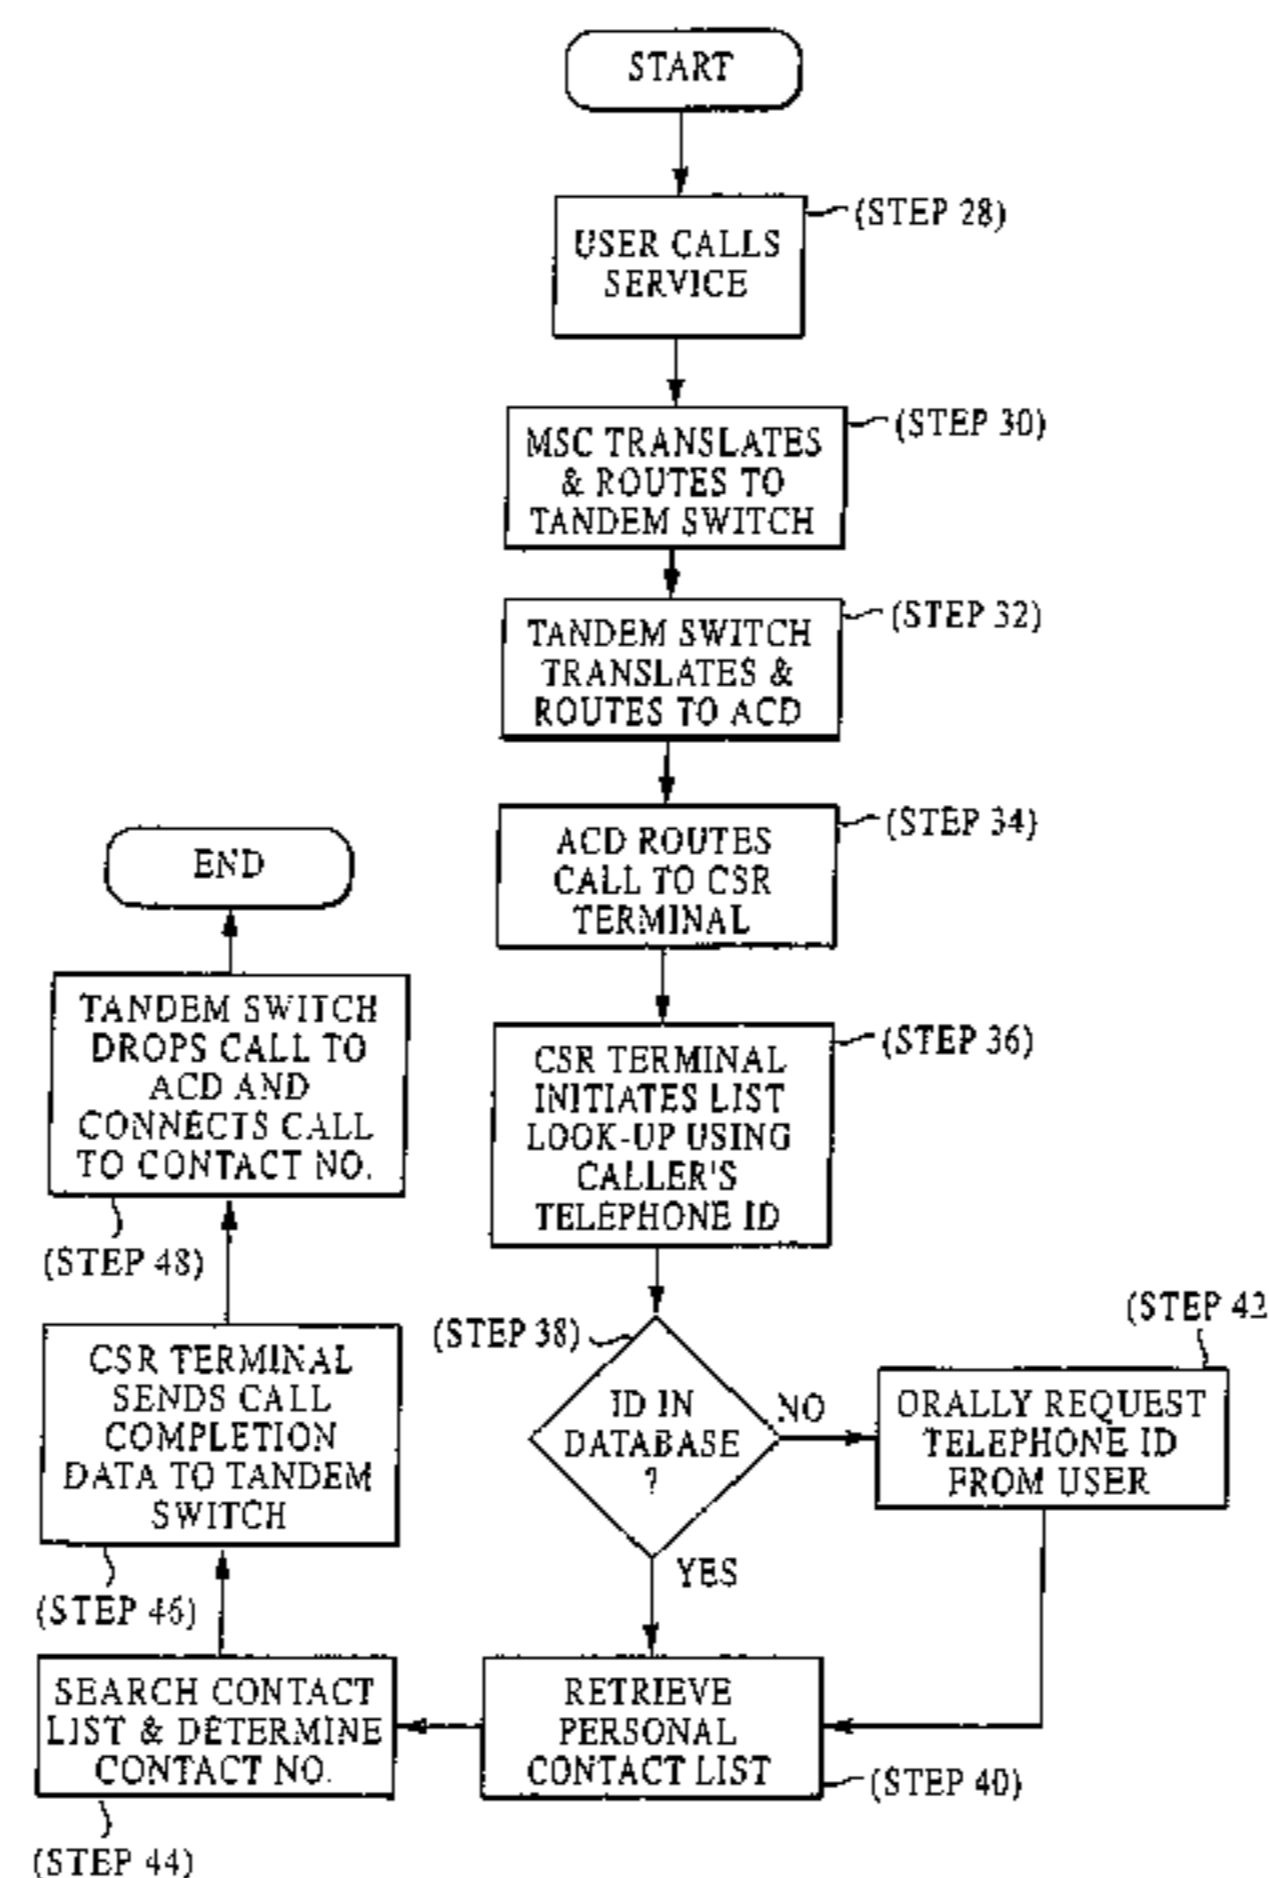 START
(STEP 28)
USER CALLS
SERVICE
(STEP 30)
MSC TRANSLATES
& ROUTES TO
TANDEM SWITCH
(STEP 32)
TANDEM SWITCH
TRANSLATES &
ROUTES TO ACD
(STEP 34)
ACD ROUTES
CALL TO CSR
TERMINAL
(STEP 36)
CSR TERMINAL
INITIATES LIST
LOOK-UP USING
CALLER'S
TELEPHONE ID
(STEP 38)
ID IN
DATABASE
?
NO
YES
(STEP 42
ORALLY REQUEST
TELEPHONE ID
FROM USER
RETRIEVE
PERSONAL
CONTACT LIST
(STEP 40)
SEARCH CONTACT
LIST & DETERMINE
CONTACT NO.
(STEP 44)
CSR TERMINAL
SENDS CALL
COMPLETION
DATA TO TANDEM
SWITCH
(STEP 46)
TANDEM SWITCH
DROPS CALL TO
ACD AND
CONNECTS CALL
TO CONTACT NO.
(STEP 48)
END